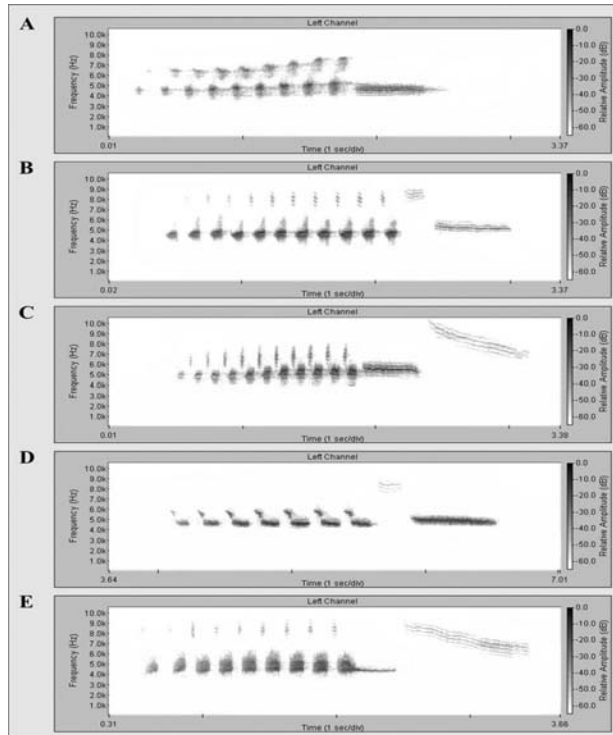 A
Left Channel
Frequency (Hz)
10.0k
9.0k
8.0k
7.0k
6.0k
5.0k
4.0k
3.0k
2.0k
1.0k
0.01
Time (1 sec/div)
3.37
0.0
-10.0
-20.0
-30.0
-40.0
-50.0
-60.0
Relative Amplitude (dB)
B
Left Channel
Frequency (Hz)
10.0k
9.0k
8.0k
7.0k
6.0k
5.0k
4.0k
3.0k
2.0k
1.0k
0.02
Time (1 sec/div)
3.37
0.0
-10.0
-20.0
-30.0
-40.0
-50.0
-60.0
Relative Amplitude (dB)
C
Left Channel
Frequency (Hz)
10.0k
9.0k
8.0k
7.0k
6.0k
5.0k
4.0k
3.0k
2.0k
1.0k
0.01
Time (1 sec/div)
0.0
-10.0
-20.0
-30.0
-40.0
-50.0
-60.0
Relative Amplitude (dB)
D
Left Channel
Frequency (Hz)
10.0k
9.0k
8.0k
7.0k
6.0k
5.0k
4.0k
3.0k
2.0k
1.0k
3.64
Time (1 sec/div)
7.01
0.0
-10.0
-20.0
-30.0
-40.0
-50.0
-60.0
Relative Amplitude (dB)
E
Left Channel
Frequency (Hz)
10.0k
9.0k
8.0k
7.0k
6.0k
5.0k
4.0k
3.0k
2.0k
1.0k
0.31
Time (1 sec/div)
0.0
-10.0
-20.0
-30.0
-40.0
-50.0
-60.0
Relative Amplitude (dB)